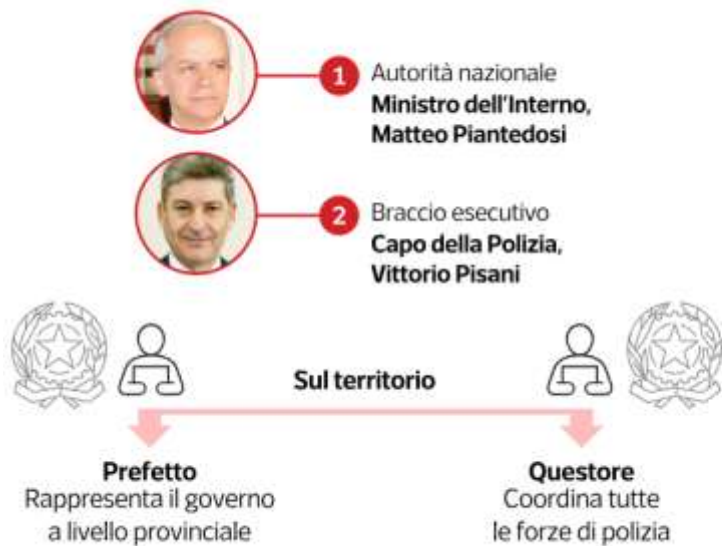 1
Autorità nazionale
Ministro dell'Interno,
Matteo Piantedosi
2
Braccio esecutivo
Capo della Polizia,
Vittorio Pisani
Sul territorio
Prefetto
Rappresenta il governo
a livello provinciale
Questore
Coordina tutte
le forze di polizia